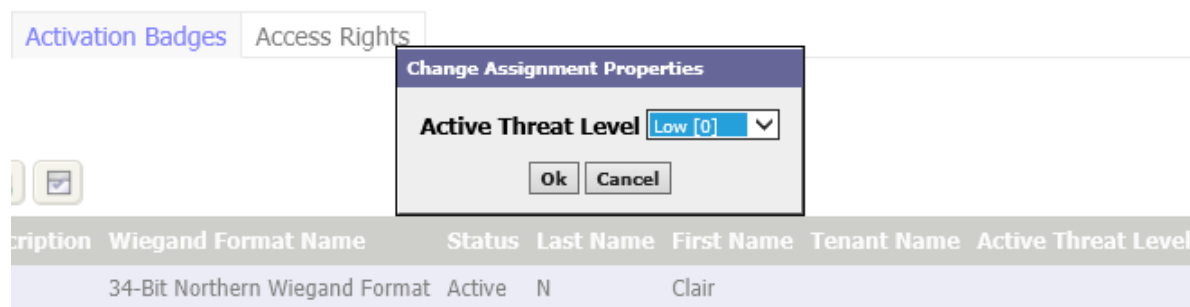 Activation Badges Access Rights
Change Assignment Properties
Active Threat Level Low [0]
Ok Cancel
cription Wiegand Format Name Status Last Name First Name Tenant Name Active Threat Level
34-Bit Northern Wiegand Format Active N Clair